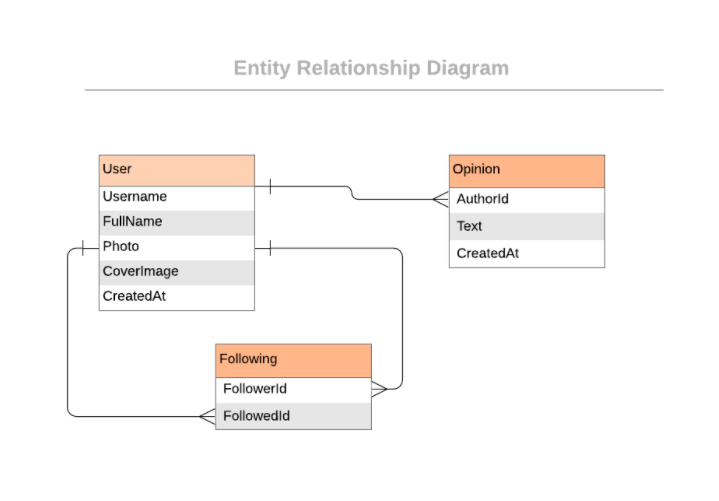 Entity Relationship Diagram
User
Username
FullName
Photo
CoverImage
CreatedAt
Opinion
AuthorId
Text
CreatedAt
Following
FollowerId
FollowedId